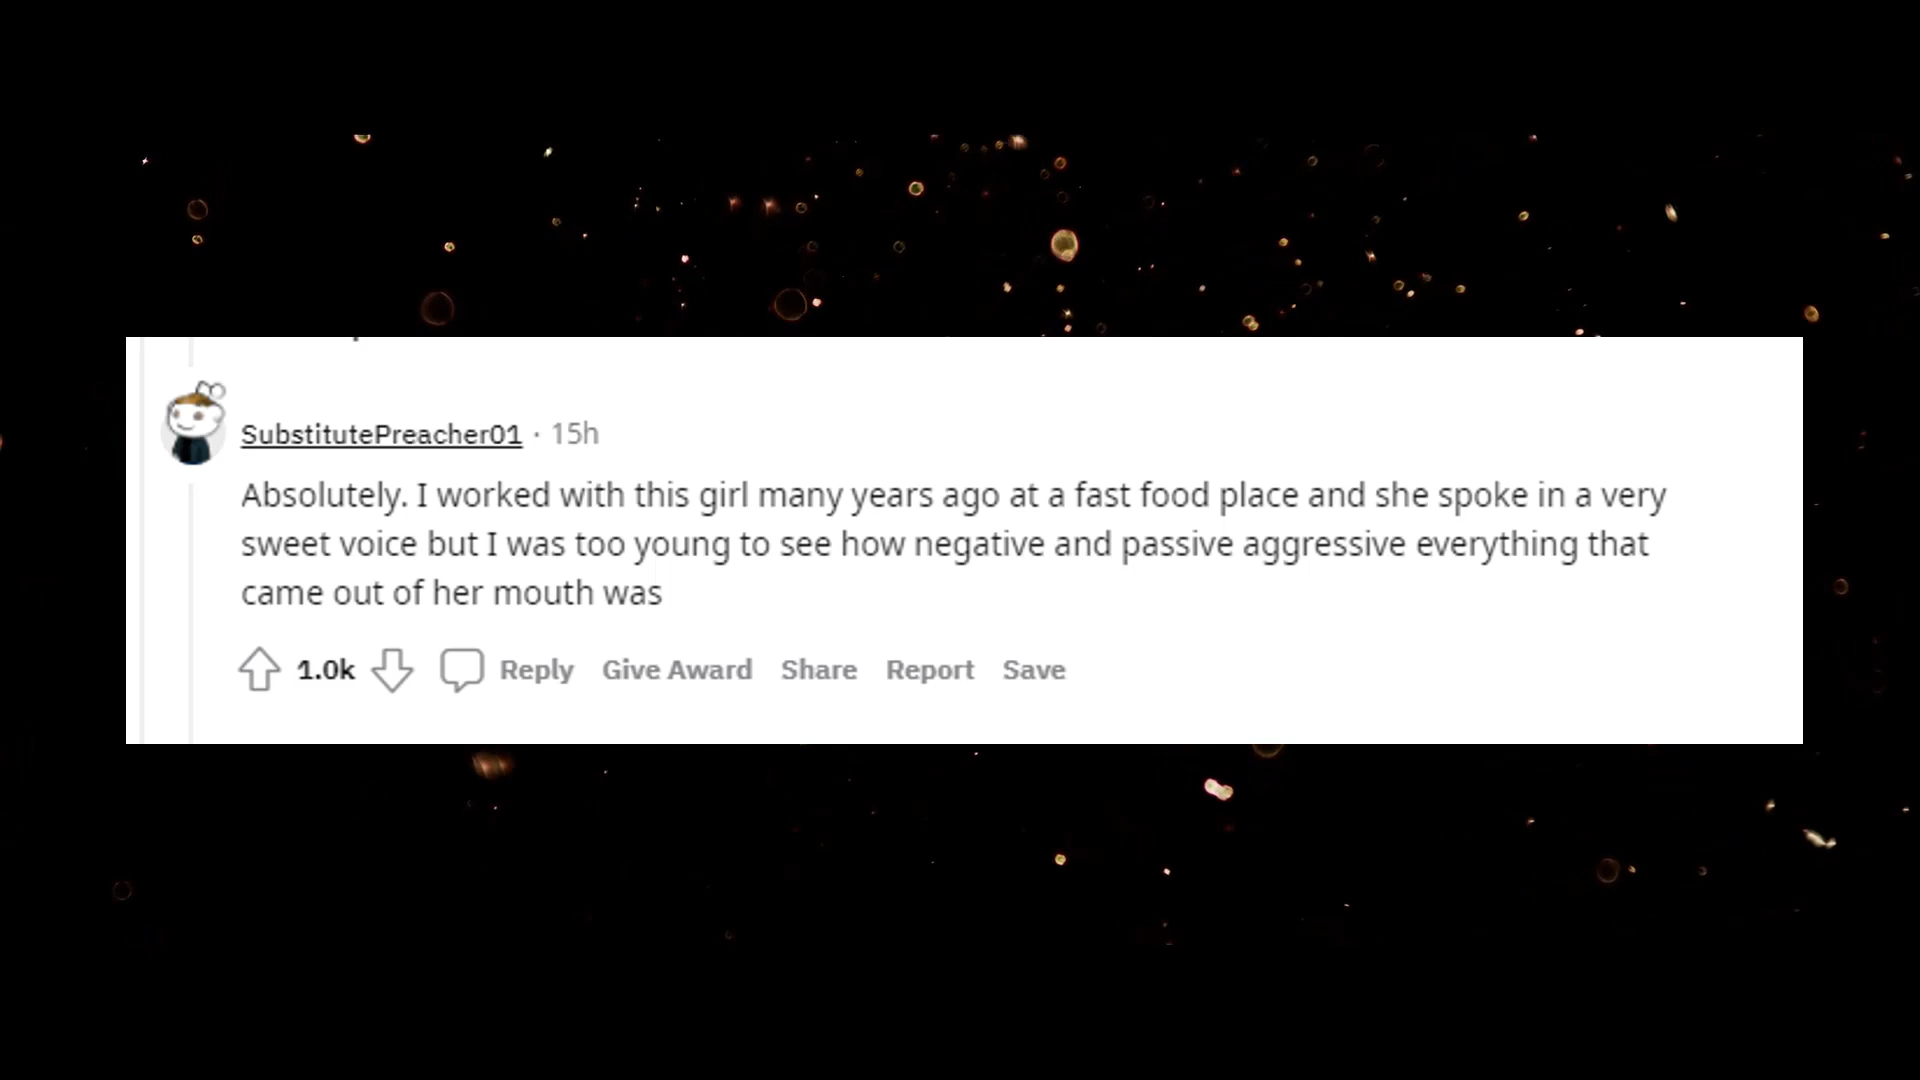 SubstitutePreacher01 · 15h
Absolutely. I worked with this girl many years ago at a fast food place and she spoke in a very
sweet voice but I was too young to see how negative and passive aggressive everything that
came out of her mouth was
1.0k Reply Give Award Share Report Save